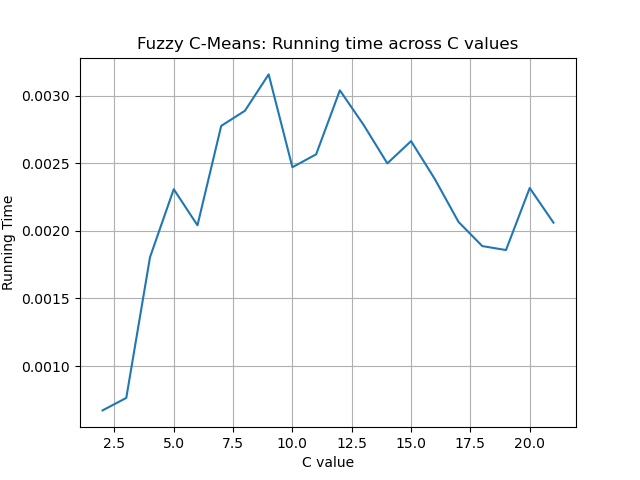 Fuzzy C-Means: Running time across C values
0.0030
0.0025
0.0020
0.0015
0.0010
Running Time
2.5 5.0 7.5 10.0 12.5 15.0 17.5 20.0
C value